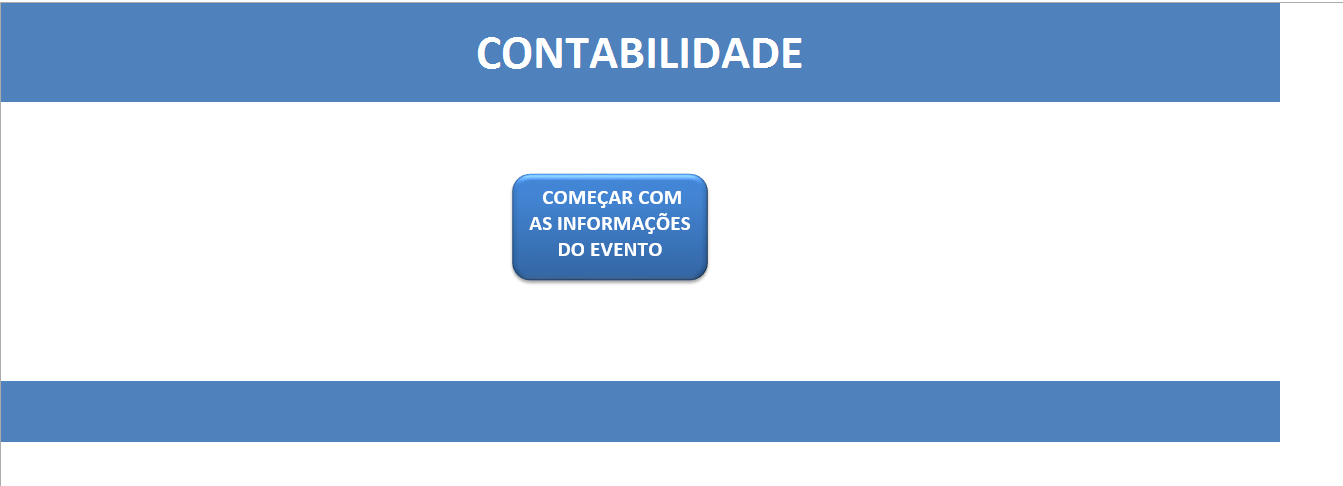 CONTABILIDADE
COMEÇAR COM
AS INFORMAÇÕES
DO EVENTO